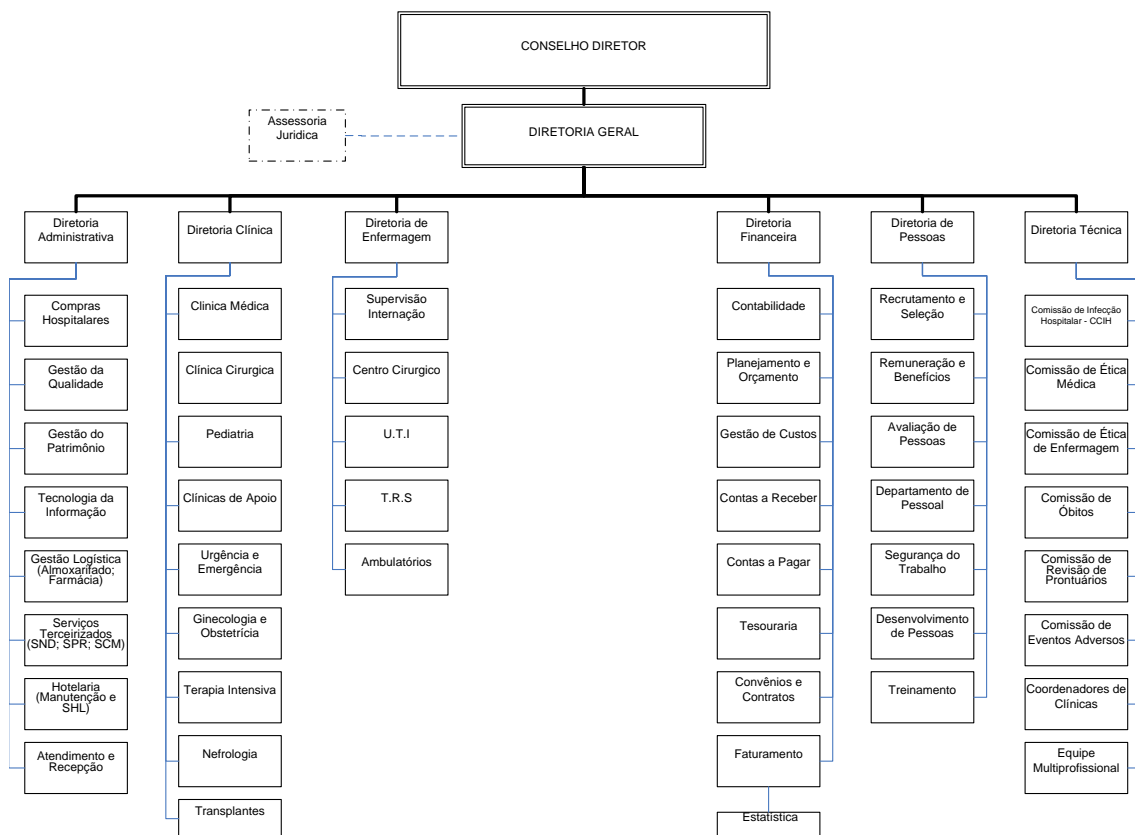 CONSELHO DIRETOR
Assessoria
Juridica
DIRETORIA GERAL
Diretoria
Administrativa
Diretoria Clínica
Diretoria de
Enfermagem
Diretoria
Financeira
Diretoria de
Pessoas
Diretoria Técnica
Compras
Hospitalares
Gestão da
Qualidade
Gestão do
Patrimônio
Tecnologia da
Informação
Gestão Logística
(Almoxarifado;
Farmácia)
Serviços
Terceirizados
(SND; SPR; SCM)
Hotelaria
(Manutenção e
SHL)
Atendimento e
Recepção
Clinica Médica
Clínica Cirurgica
Pediatria
Clínicas de Apoio
Urgência e
Emergência
Ginecologia e
Obstetrícia
Terapia Intensiva
Nefrologia
Transplantes
Supervisão
Internação
Centro Cirurgico
U.T.I
T.R.S
Ambulatórios
Contabilidade
Planejamento e
Orçamento
Gestão de Custos
Contas a Receber
Contas a Pagar
Tesouraria
Convênios e
Contratos
Faturamento
Estatística
Recrutamento e
Seleção
Remuneração e
Benefícios
Avaliação de
Pessoas
Departamento de
Pessoal
Segurança do
Trabalho
Desenvolvimento
de Pessoas
Treinamento
Comissão de Infecção
Hospitalar - CCIH
Comissão de Ética
Médica
Comissão de Ética
de Enfermagem
Comissão de
Óbitos
Comissão de
Revisão de
Prontuários
Comissão de
Eventos Adversos
Coordenadores de
Clínicas
Equipe
Multiprofissional